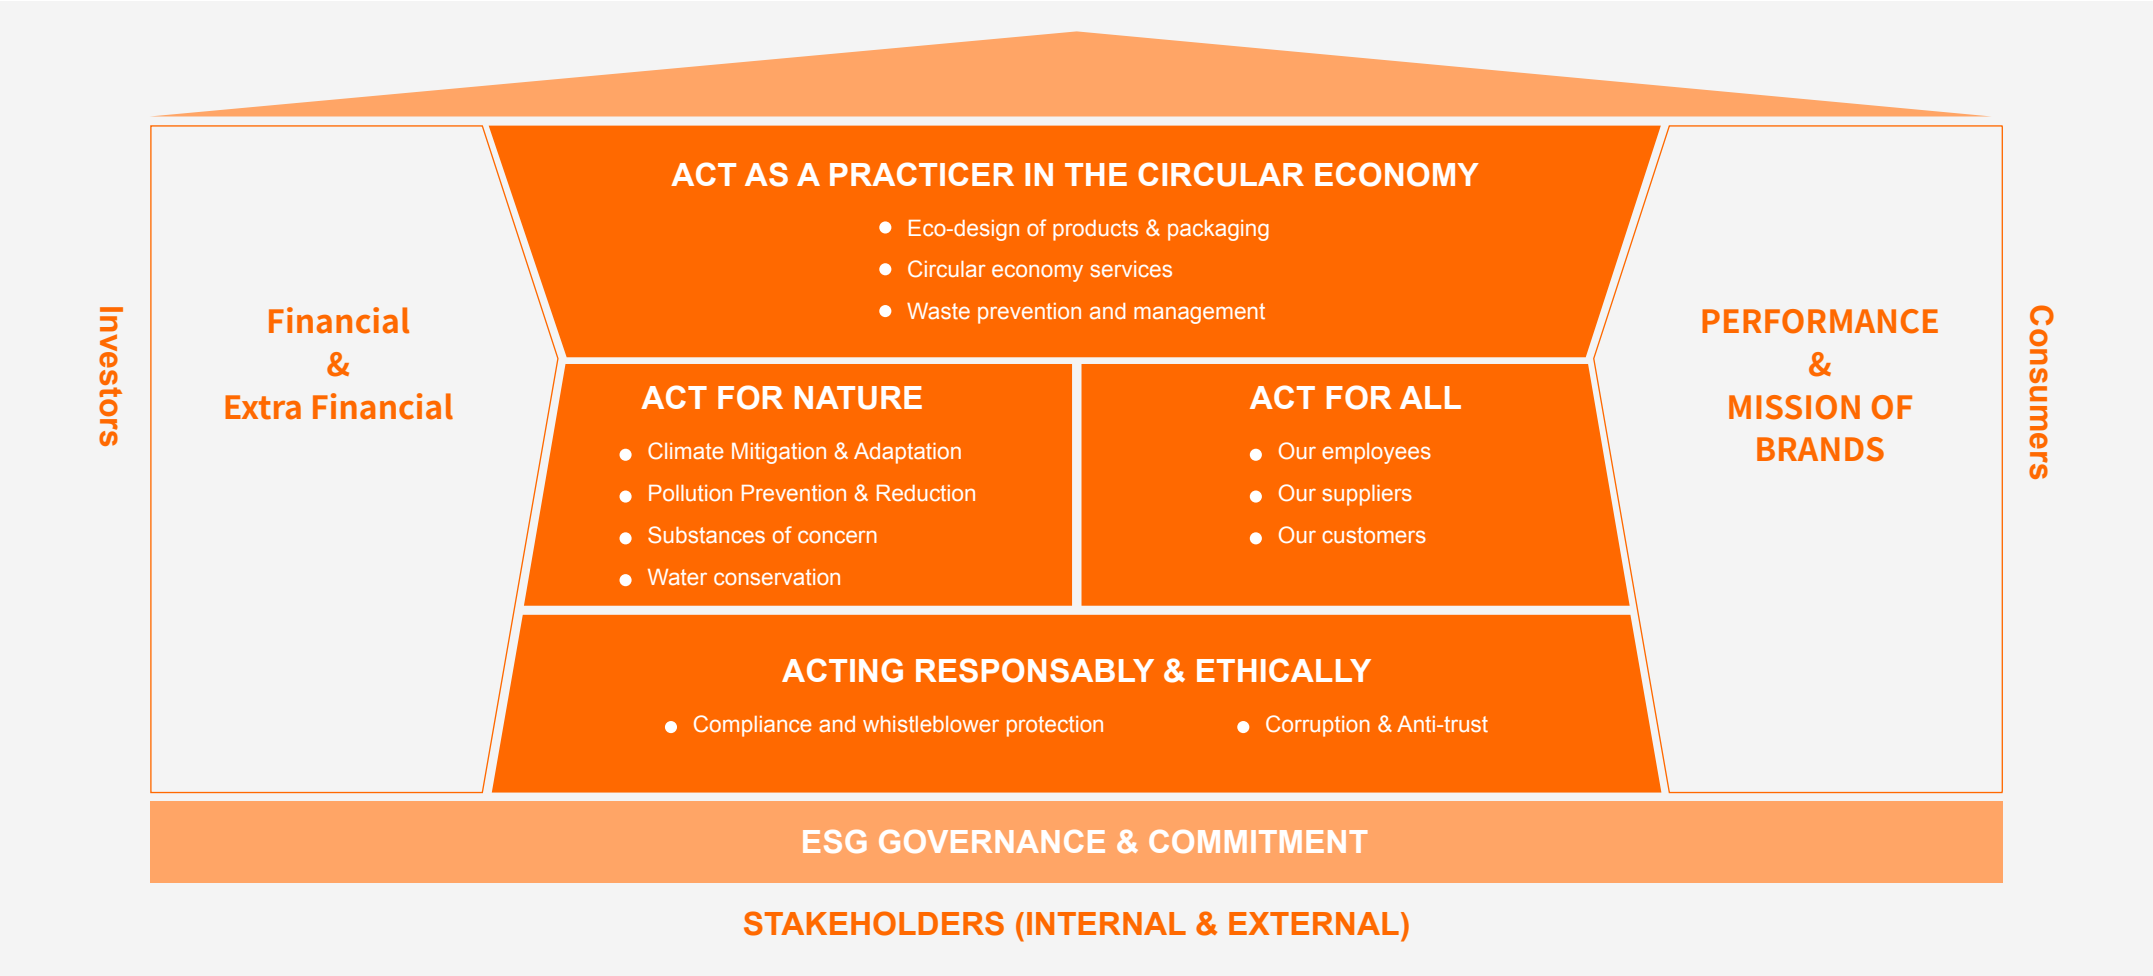 Investors
Financial
&
Extra Financial
ACT AS A PRACTICER IN THE CIRCULAR ECONOMY
Eco-design of products & packaging
Circular economy services
Waste prevention and management
ACT FOR NATURE
Climate Mitigation & Adaptation
Pollution Prevention & Reduction
Substances of concern
Water conservation
ACT FOR ALL
Our employees
Our suppliers
Our customers
ACTING RESPONSABLY & ETHICALLY
Compliance and whistleblower protection
Corruption & Anti-trust
PERFORMANCE
&
MISSION OF
BRANDS
Consumers
ESG GOVERNANCE & COMMITMENT
STAKEHOLDERS (INTERNAL & EXTERNAL)